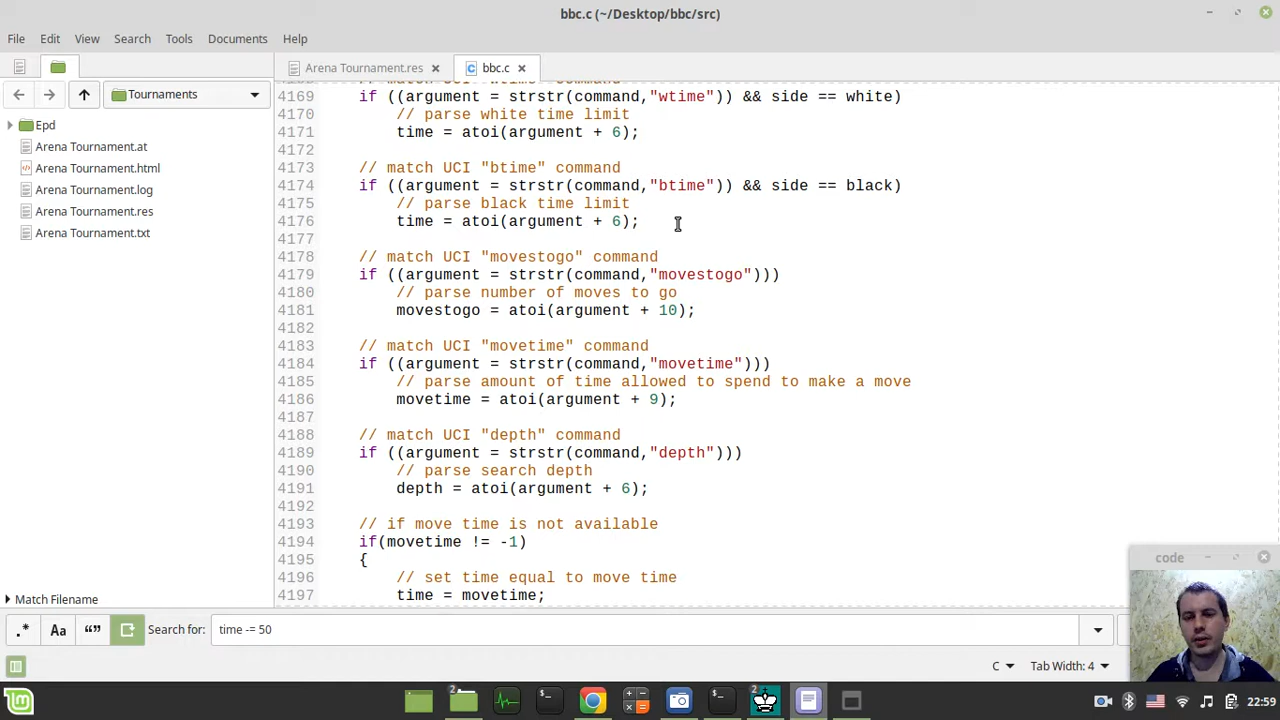 bbc.c (~/Desktop/bbc/src)
File Edit View Search Tools Documents Help
Arena Tournament.res bbc.c
Tournaments
Epd
Arena Tournament.at
Arena Tournament.html
Arena Tournament.log
Arena Tournament.res
Arena Tournament.txt
Match Filename
4169 if ((argument = strstr(command,"wtime")) && side == white)
4170 // parse white time limit
4171 time = atoi(argument + 6);
4172
4173 // match UCI "btime" command
4174 if ((argument = strstr(command,"btime")) && side == black)
4175 // parse black time limit
4176 time = atoi(argument + 6);
4177
4178 // match UCI "movestogo" command
4179 if ((argument = strstr(command,"movestogo")))
4180 // parse number of moves to go
4181 movestogo = atoi(argument + 10);
4182
4183 // match UCI "movetime" command
4184 if ((argument = strstr(command,"movetime")))
4185 // parse amount of time allowed to spend to make a move
4186 movetime = atoi(argument + 9);
4187
4188 // match UCI "depth" command
4189 if ((argument = strstr(command,"depth")))
4190 // parse search depth
4191 depth = atoi(argument + 6);
4192
4193 // if move time is not available
4194 if(movetime != -1)
4195 {
4196 // set time equal to move time
4197 time = movetime;
code
.* Aa “” Search for: time -= 50
C Tab Width: 4
2 2 22:59